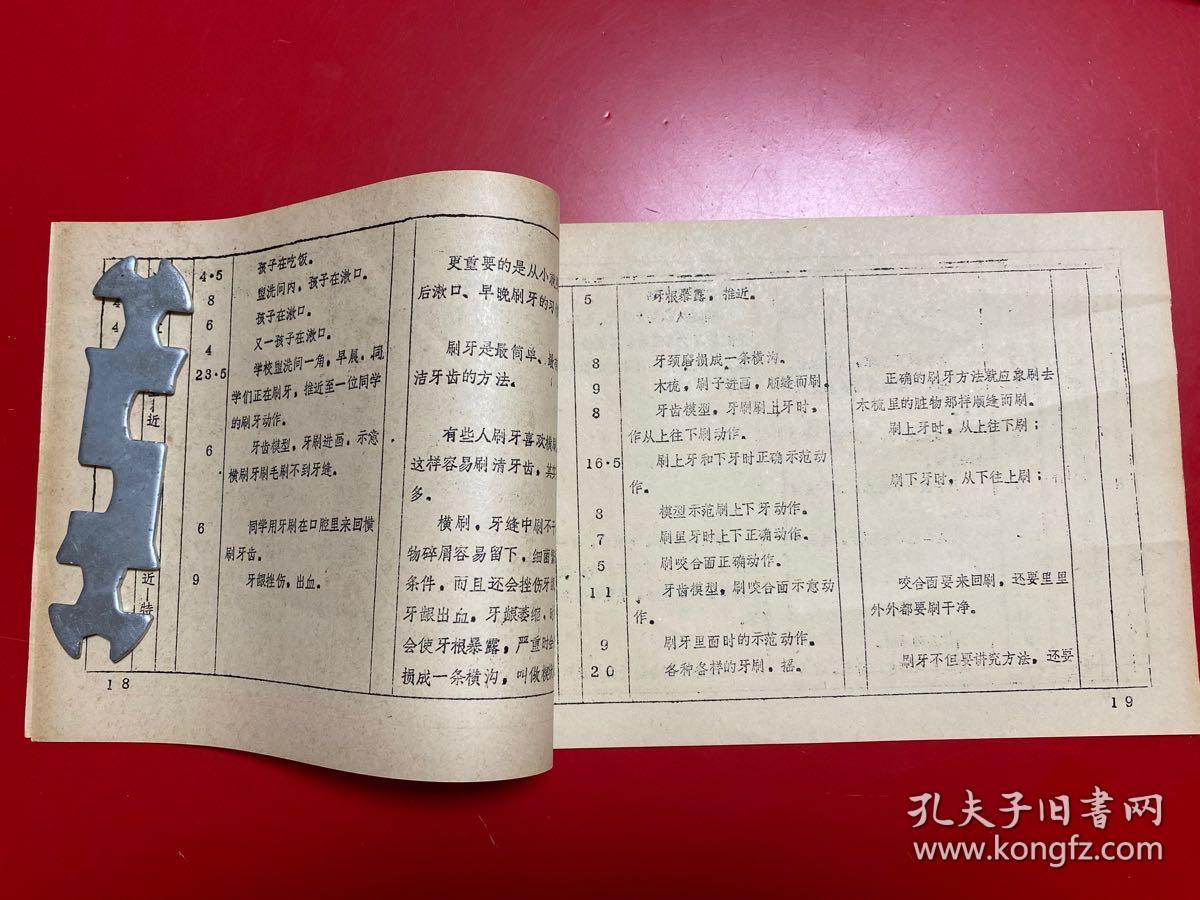 4·5
孩子在吃饭。
8
盥洗间内，孩子在漱口。
6
孩子在漱口。
4
又一孩子在漱口。
23·5
学校盥洗间一角，早晨，同
学们正在刷牙，推近至一位同学
的刷牙动作。
6
牙齿模型，牙刷进画，示意
横刷牙刷毛刷不到牙缝。
6
同学用牙刷在口腔里来回横
刷牙齿。
9
牙龈挫伤，出血。
近
近—特
更重要的是从小
后漱口、早晚刷牙的习
刷牙是最简单、最
洁牙齿的方法。
有些人刷牙喜欢横
这样容易刷清牙齿，其
多。
横刷，牙缝中刷不
物碎屑容易留下，细菌
条件。而且还会挫伤牙
牙龈出血。牙龈萎缩，
会使牙根暴露，严重时会
损成一条横沟，叫做楔
18
5
牙根暴露，推近。
3
牙颈磨损成一条横沟。
9
木梳，刷子进画，顺缝而刷。
正确的刷牙方法就应象刷去
木梳里的脏物那样顺缝而刷。
8
牙齿模型，牙刷刷上牙时，
作从上往下刷动作。
刷上牙时，从上往下刷；
16·5
刷上牙和下牙时正确示范动
作。
刷下牙时，从下往上刷；
3
模型示范刷上下牙动作。
7
刷里牙时上下正确动作。
5
刷咬合面正确动作。
11
牙齿模型，刷咬合面示意动
作。
咬合面要来回刷，还要里里
外外都要刷干净。
9
刷牙里面时的示范动作。
20
各种各样的牙刷，摇。
刷牙不但要讲究方法，还要
19
孔夫子旧书网
www.kongfz.com